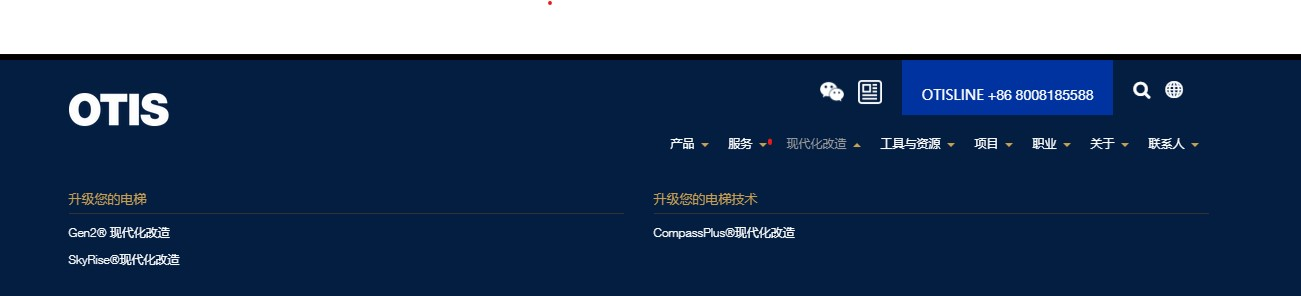 OTIS
OTISLINE +86 8008185588
产品 服务 现代化改造 工具与资源 项目 职业 关于 联系人
升级您的电梯
Gen2® 现代化改造
SkyRise®现代化改造
升级您的电梯技术
CompassPlus®现代化改造